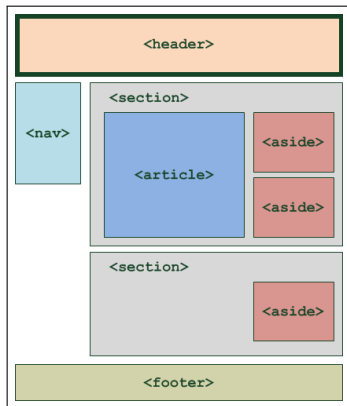 <header>
<nav>
<section>
<article>
<aside>
<aside>
<section>
<aside>
<footer>